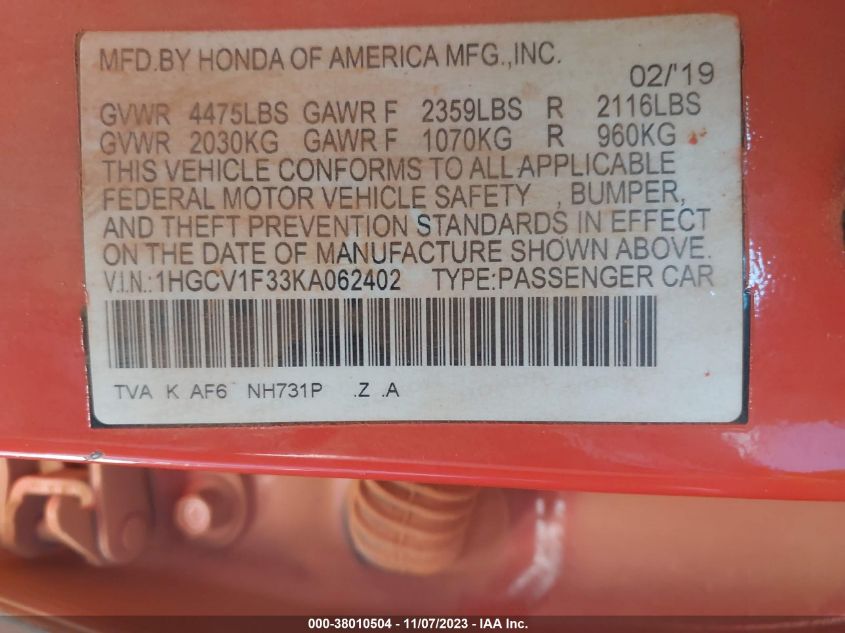 MFD.BY HONDA OF AMERICA MFG.,INC.
02/'19
GVWR 4475LBS GAWR F 2359LBS R 2116LBS
GVWR 2030KG GAWR F 1070KG R 960KG
THIS VEHICLE CONFORMS TO ALL APPLICABLE
FEDERAL MOTOR VEHICLE SAFETY , BUMPER,
AND THEFT PREVENTION STANDARDS IN EFFECT
ON THE DATE OF MANUFACTURE SHOWN ABOVE.
V.I.N.:1HGCV1F33KA062402 TYPE:PASSENGER CAR
TVA K AF6 NH731P .Z .A
000-38010504 — 11/07/2023 — IAA Inc.